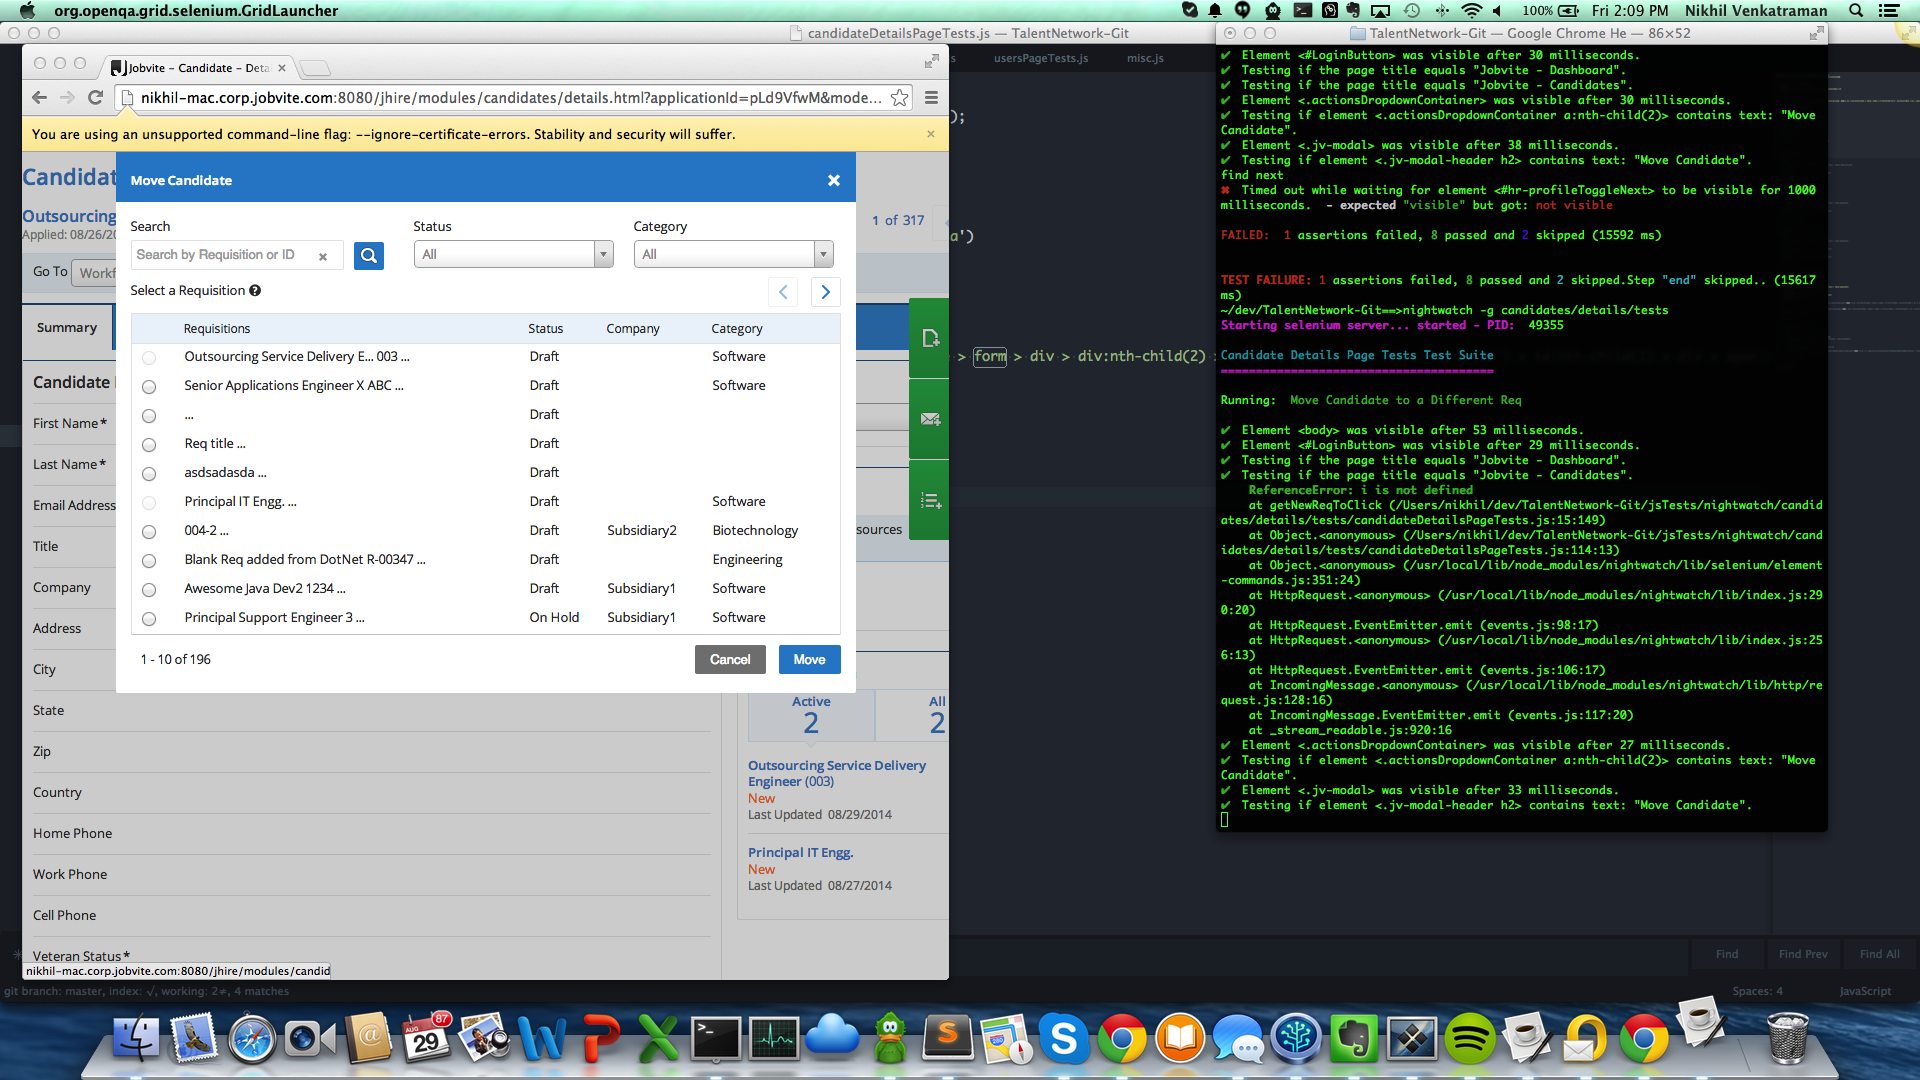 org.openqa.grid.selenium.GridLauncher
100%
Fri 2:09 PM
Nikhil Venkatraman
candidateDetailsPageTests.js — TalentNetwork-Git
usersPageTests.js
misc.js
);
a')
> form > div > div:nth-child(2) >
Find
Find Prev
Find All
git branch: master, index: √, working: 2≠, 4 matches
Spaces: 4
JavaScript
Jobvite – Candidate – Deta
nikhil-mac.corp.jobvite.com:8080/jhire/modules/candidates/details.html?applicationId=pLd9VfwM&mode...
You are using an unsupported command-line flag: --ignore-certificate-errors. Stability and security will suffer.
Candidat
Outsourcing
Applied: 08/26/20
1 of 317
Go To
Workf
Summary
Candidate
First Name*
Last Name*
Email Address
Title
Company
Address
City
State
Zip
Country
Home Phone
Work Phone
Cell Phone
Veteran Status*
nikhil-mac.corp.jobvite.com:8080/jhire/modules/candid
Move Candidate
Search
Status
Category
Search by Requisition or ID
All
All
Select a Requisition
Requisitions Status Company Category
Outsourcing Service Delivery E... 003 ... Draft Software
Senior Applications Engineer X ABC ... Draft Software
... Draft
Req title ... Draft
asdsadasda ... Draft
Principal IT Engg. ... Draft Software
004-2 ... Draft Subsidiary2 Biotechnology
Blank Req added from DotNet R-00347 ... Draft Engineering
Awesome Java Dev2 1234 ... Draft Subsidiary1 Software
Principal Support Engineer 3 ... On Hold Subsidiary1 Software
1 - 10 of 196
Cancel
Move
sources
Active
2
All
2
Outsourcing Service Delivery
Engineer (003)
New
Last Updated 08/29/2014
Principal IT Engg.
New
Last Updated 08/27/2014
TalentNetwork-Git — Google Chrome He — 86×52
✔ Element <#LoginButton> was visible after 30 milliseconds.
✔ Testing if the page title equals "Jobvite - Dashboard".
✔ Testing if the page title equals "Jobvite - Candidates".
✔ Element <.actionsDropdownContainer> was visible after 30 milliseconds.
✔ Testing if element <.actionsDropdownContainer a:nth-child(2)> contains text: "Move
Candidate".
✔ Element <.jv-modal> was visible after 38 milliseconds.
✔ Testing if element <.jv-modal-header h2> contains text: "Move Candidate".
find next
✖ Timed out while waiting for element <#hr-profileToggleNext> to be visible for 1000
milliseconds. - expected "visible" but got: not visible
FAILED: 1 assertions failed, 8 passed and 2 skipped (15592 ms)
TEST FAILURE: 1 assertions failed, 8 passed and 2 skipped.Step "end" skipped.. (15617
ms)
~/dev/TalentNetwork-Git==>nightwatch -g candidates/details/tests
Starting selenium server... started - PID: 49355
Candidate Details Page Tests Test Suite
=======================================
Running: Move Candidate to a Different Req
✔ Element <body> was visible after 53 milliseconds.
✔ Element <#LoginButton> was visible after 29 milliseconds.
✔ Testing if the page title equals "Jobvite - Dashboard".
✔ Testing if the page title equals "Jobvite - Candidates".
ReferenceError: i is not defined
at getNewReqToClick (/Users/nikhil/dev/TalentNetwork-Git/jsTests/nightwatch/candid
ates/details/tests/candidateDetailsPageTests.js:15:149)
at Object.<anonymous> (/Users/nikhil/dev/TalentNetwork-Git/jsTests/nightwatch/cand
idates/details/tests/candidateDetailsPageTests.js:114:13)
at Object.<anonymous> (/usr/local/lib/node_modules/nightwatch/lib/selenium/element
-commands.js:351:24)
at HttpRequest.<anonymous> (/usr/local/lib/node_modules/nightwatch/lib/index.js:29
0:20)
at HttpRequest.EventEmitter.emit (events.js:98:17)
at HttpRequest.<anonymous> (/usr/local/lib/node_modules/nightwatch/lib/index.js:25
6:13)
at HttpRequest.EventEmitter.emit (events.js:106:17)
at IncomingMessage.<anonymous> (/usr/local/lib/node_modules/nightwatch/lib/http/re
quest.js:128:16)
at IncomingMessage.EventEmitter.emit (events.js:117:20)
at _stream_readable.js:920:16
✔ Element <.actionsDropdownContainer> was visible after 27 milliseconds.
✔ Testing if element <.actionsDropdownContainer a:nth-child(2)> contains text: "Move
Candidate".
✔ Element <.jv-modal> was visible after 33 milliseconds.
✔ Testing if element <.jv-modal-header h2> contains text: "Move Candidate".
AUG
29
87
280